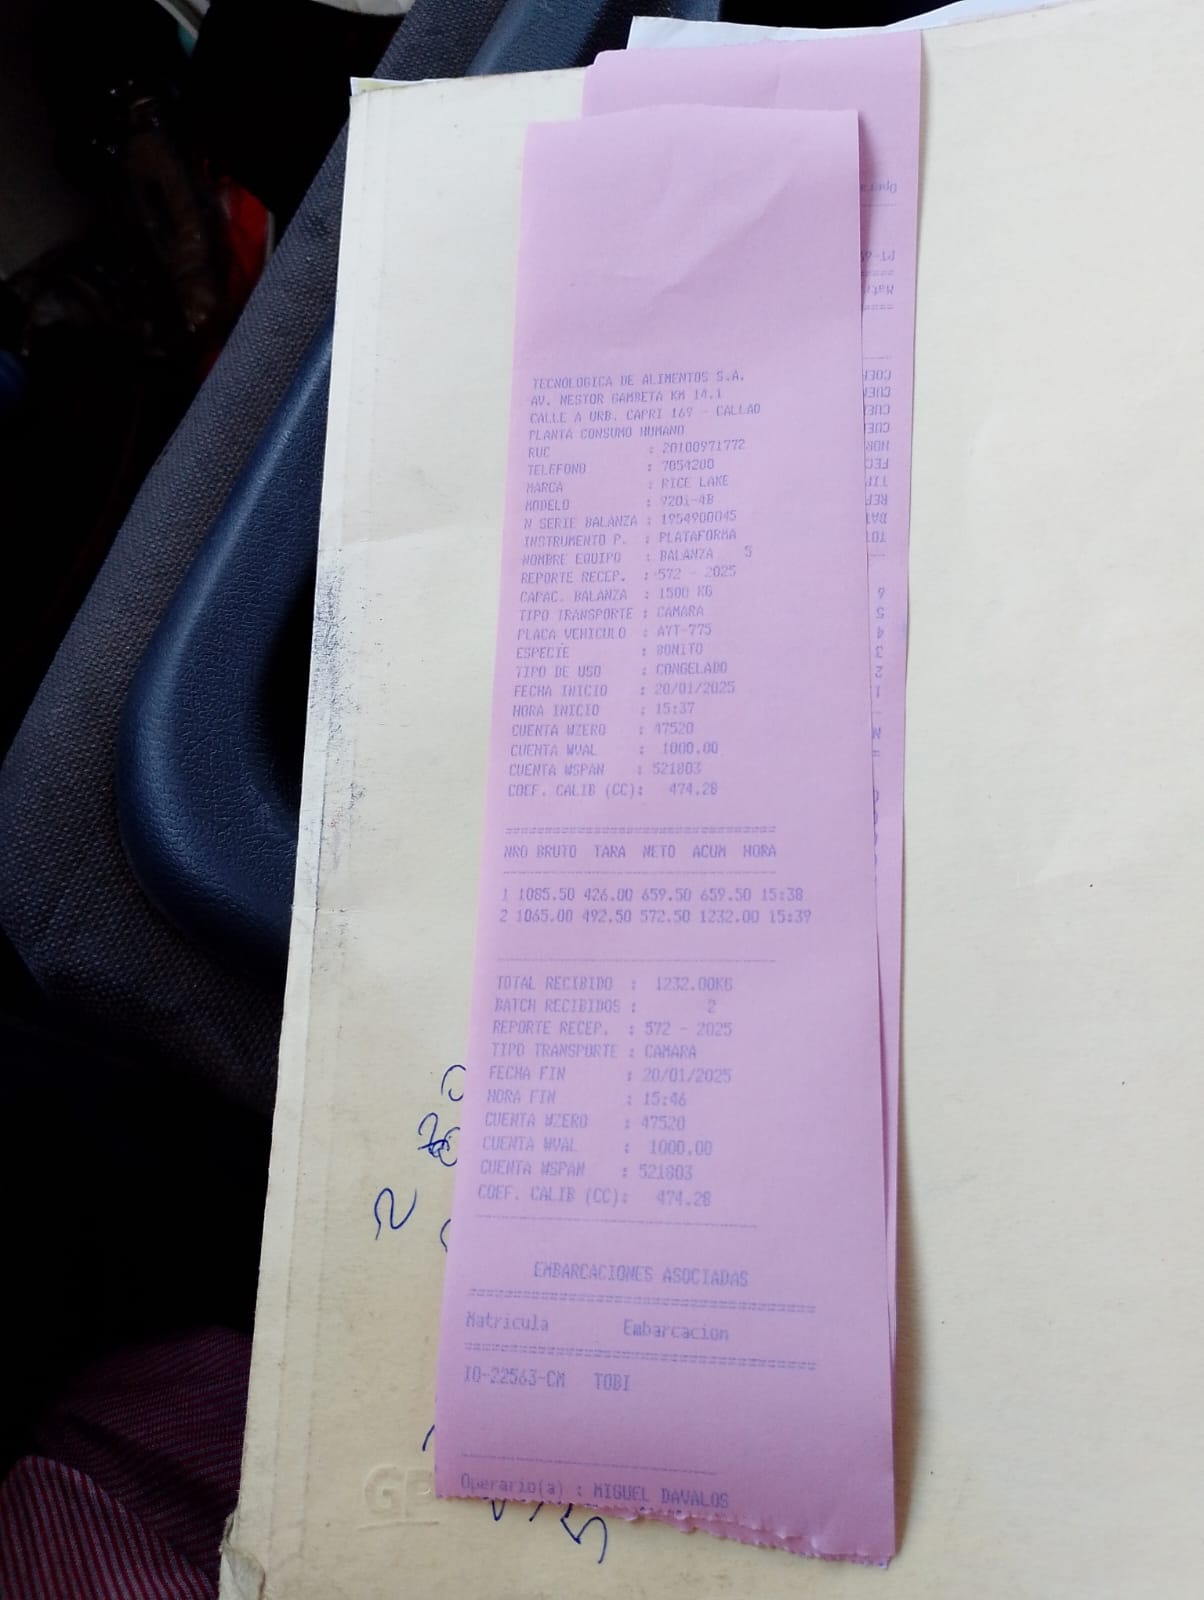 TECNOLOGICA DE ALIMENTOS S.A.
AV. NESTOR GAMBETA KM 14.1
CALLE A URB. CAPRI 169 - CALLAO
PLANTA CONSUMO HUMANO
RUC : 20100971772
TELEFONO : 7054200
MARCA : RICE LAKE
MODELO : 920i-4B
N SERIE BALANZA : 1954900045
INSTRUMENTO P. : PLATAFORMA
NOMBRE EQUIPO : BALANZA 5
REPORTE RECEP. : 572 - 2025
CAPAC. BALANZA : 1500 KG
TIPO TRANSPORTE : CAMARA
PLACA VEHICULO : AYT-775
ESPECIE : BONITO
TIPO DE USO : CONGELADO
FECHA INICIO : 20/01/2025
HORA INICIO : 15:37
CUENTA WZERO : 47520
CUENTA WVAL : 1000.00
CUENTA WSPAN : 521803
COEF. CALIB (CC): 474.28
NRO BRUTO TARA NETO ACUM HORA
1 1085.50 426.00 659.50 659.50 15:38
2 1065.00 492.50 572.50 1232.00 15:39
TOTAL RECIBIDO : 1232.00KG
BATCH RECIBIDOS : 2
REPORTE RECEP. : 572 - 2025
TIPO TRANSPORTE : CAMARA
FECHA FIN : 20/01/2025
HORA FIN : 15:46
CUENTA WZERO : 47520
CUENTA WVAL : 1000.00
CUENTA WSPAN : 521803
COEF. CALIB (CC): 474.28
EMBARCACIONES ASOCIADAS
Matricula Embarcacion
IO-22563-CM TOBI
Operario(a) : MIGUEL DAVALOS